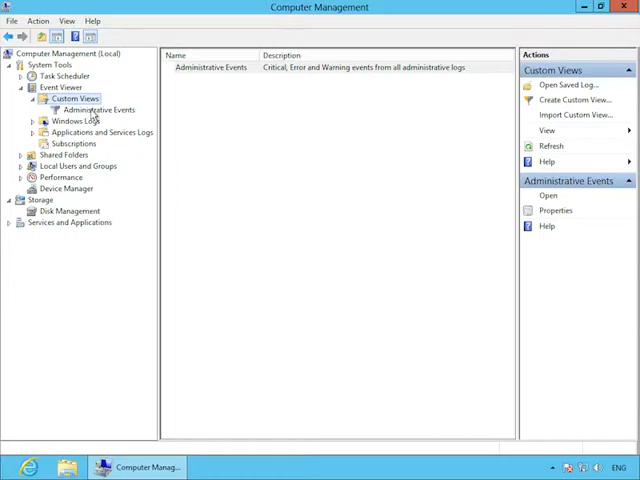 Computer Management
File Action View Help
Computer Management (Local)
System Tools
Task Scheduler
Event Viewer
Custom Views
Administrative Events
Windows Logs
Applications and Services Logs
Subscriptions
Shared Folders
Local Users and Groups
Performance
Device Manager
Storage
Disk Management
Services and Applications
Name Description
Administrative Events Critical, Error and Warning events from all administrative logs
Actions
Custom Views
Open Saved Log...
Create Custom View...
Import Custom View...
View
Refresh
Help
Administrative Events
Open
Properties
Help
Computer Manag...
ENG